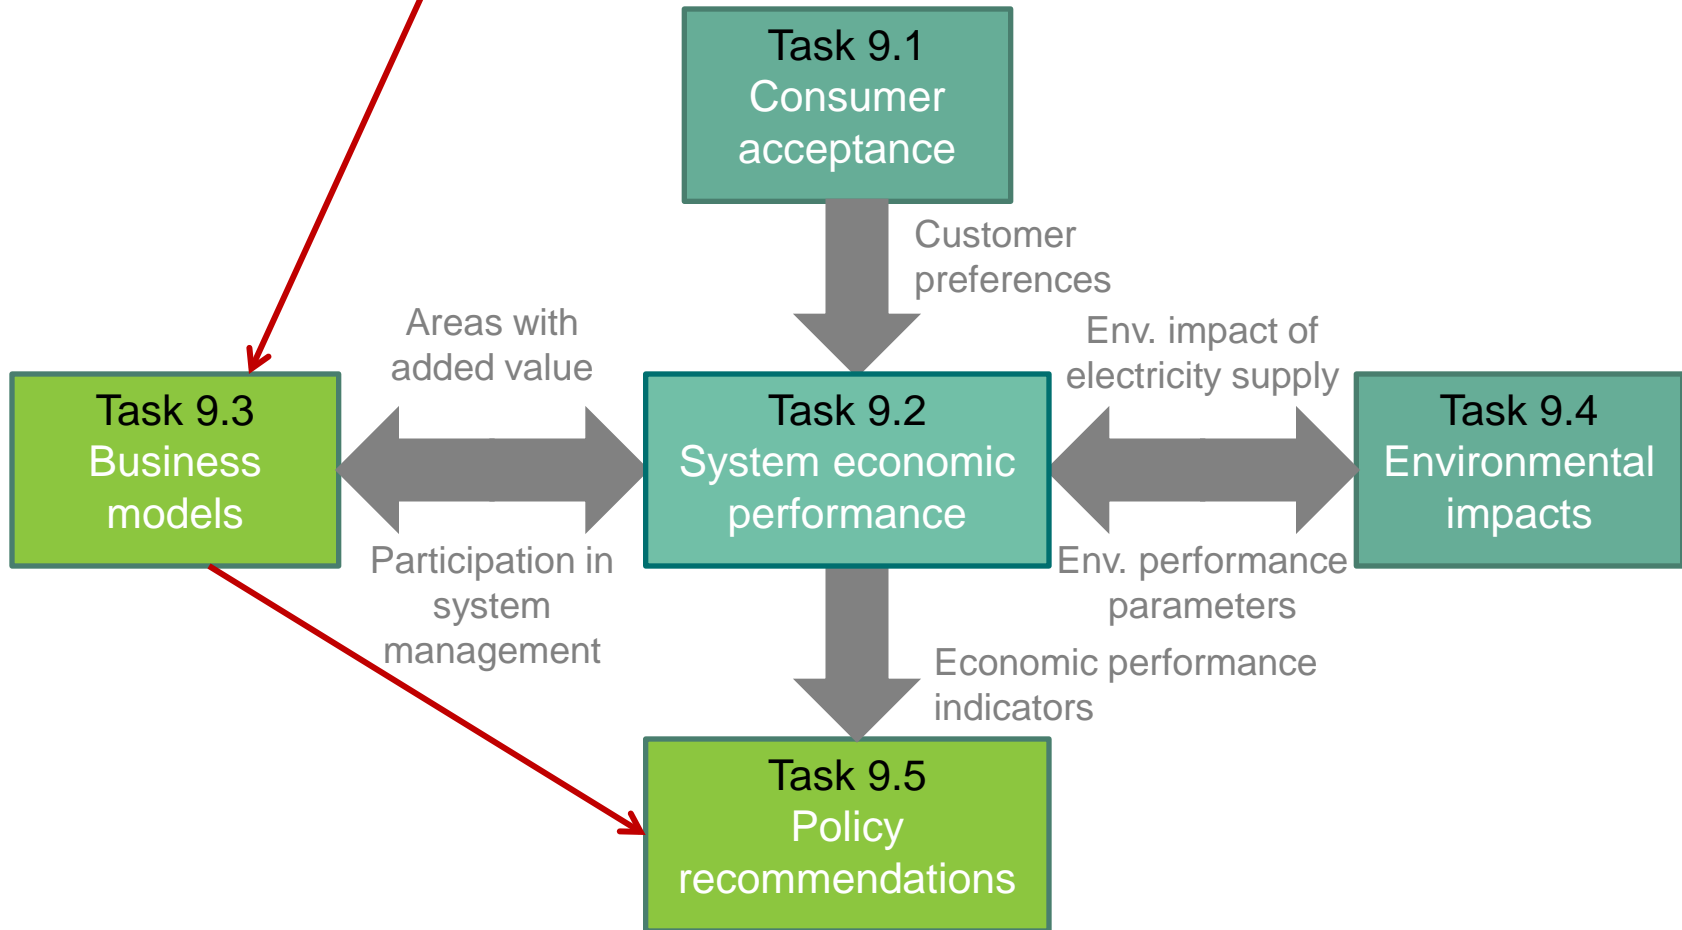 Task 9.1
Consumer
acceptance
Customer
preferences
Areas with
added value
Env. impact of
electricity supply
Task 9.3
Business
models
Task 9.2
System economic
performance
Task 9.4
Environmental
impacts
Participation in
system
management
Env. performance
parameters
Economic performance
indicators
Task 9.5
Policy
recommendations